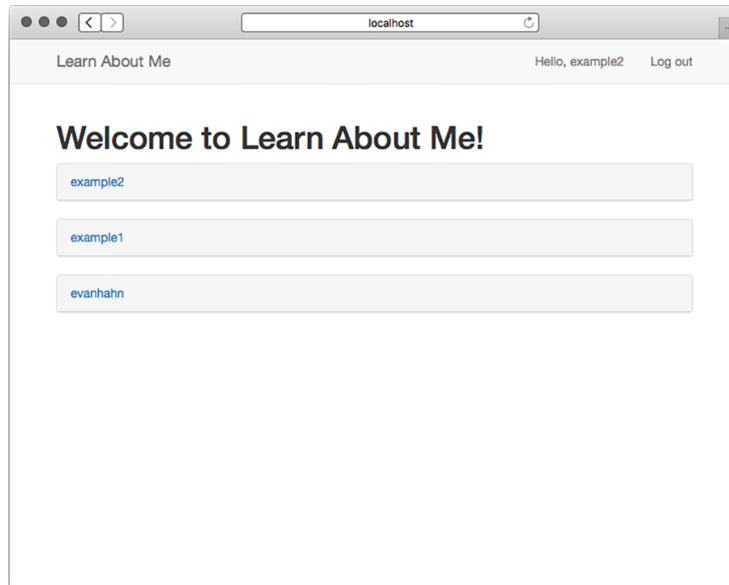 localhost
Learn About Me Hello, example2 Log out
Welcome to Learn About Me!
example2
example1
evanhahn